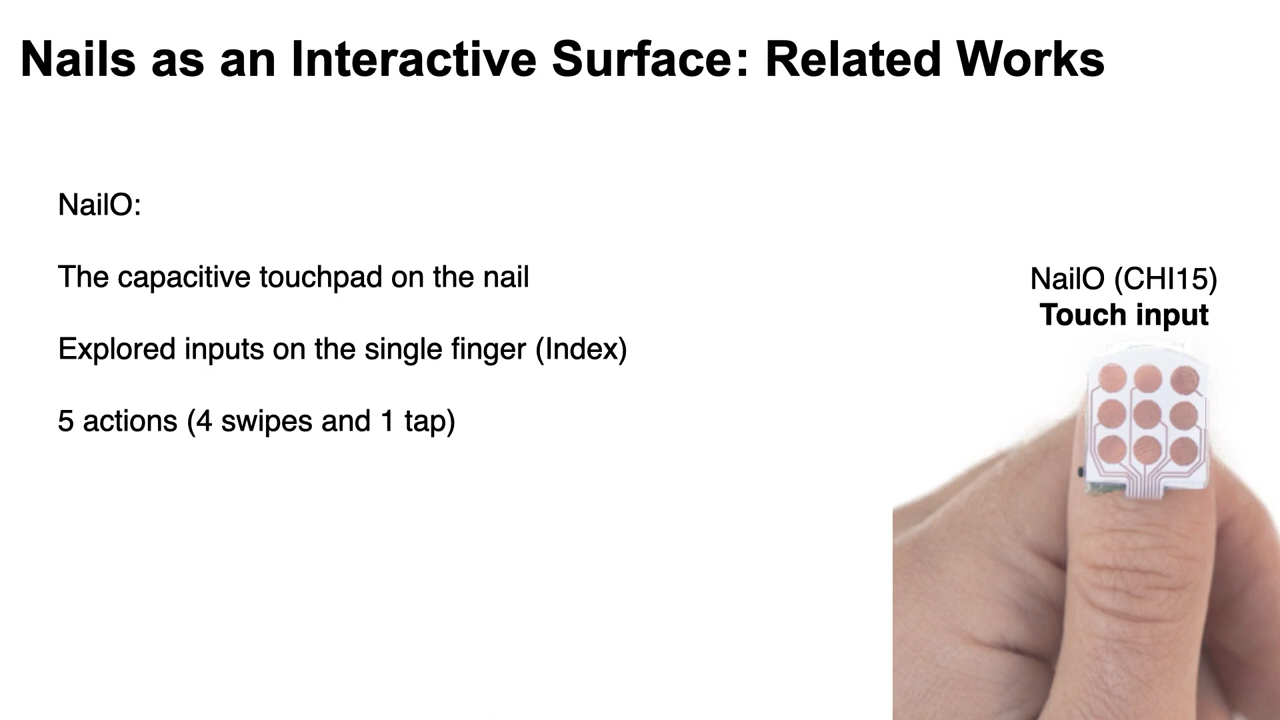 Nails as an Interactive Surface: Related Works
NailO:
The capacitive touchpad on the nail
Explored inputs on the single finger (Index)
5 actions (4 swipes and 1 tap)
NailO (CHI15)
Touch input